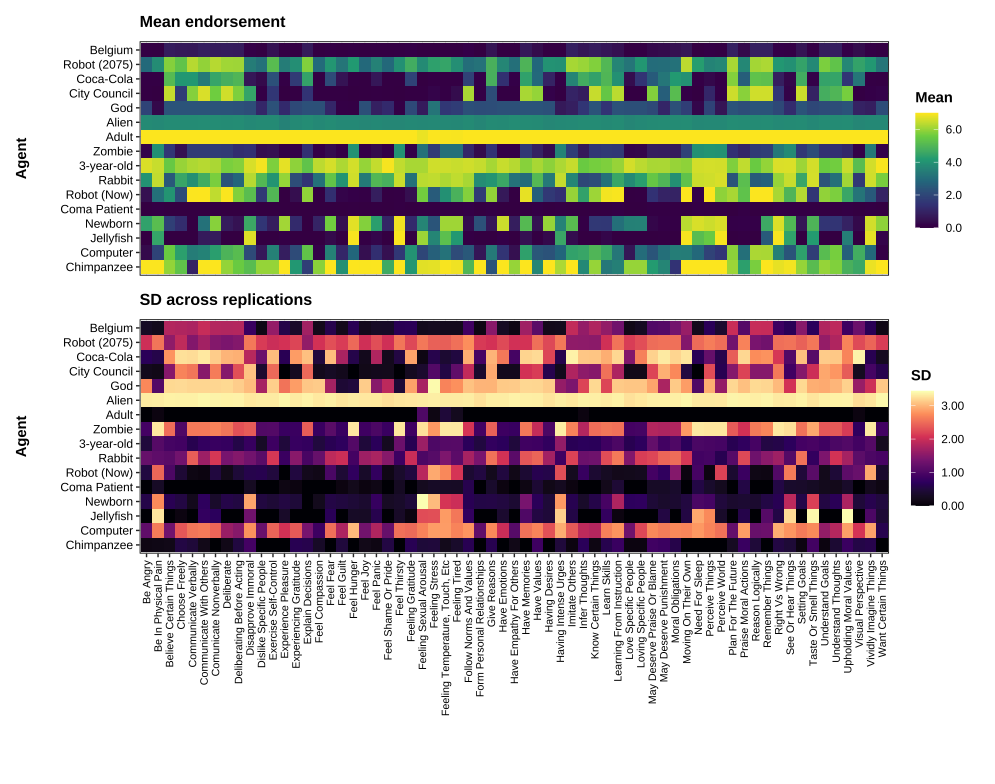 Mean endorsement
Agent
Belgium
Robot (2075)
Coca-Cola
City Council
God
Alien
Adult
Zombie
3-year-old
Rabbit
Robot (Now)
Coma Patient
Newborn
Jellyfish
Computer
Chimpanzee
Mean
6.0
4.0
2.0
0.0
SD across replications
Agent
Belgium
Robot (2075)
Coca-Cola
City Council
God
Alien
Adult
Zombie
3-year-old
Rabbit
Robot (Now)
Coma Patient
Newborn
Jellyfish
Computer
Chimpanzee
SD
3.00
2.00
1.00
0.00
Be Angry
Be In Physical Pain
Believe Certain Things
Choose Freely
Communicate Verbally
Communicate With Others
Comunicate Nonverbally
Deliberate
Deliberating Before Acting
Disapprove Immoral
Dislike Specific People
Exercise Self-Control
Experience Pleasure
Experiencing Gratitude
Explain Decisions
Feel Compassion
Feel Fear
Feel Guilt
Feel Hunger
Feel Joy
Feel Panic
Feel Shame Or Pride
Feel Thirsty
Feeling Gratitude
Feeling Sexual Arousal
Feeling Stress
Feeling Temperature, Touch, Etc
Feeling Tired
Follow Norms And Values
Form Personal Relationships
Give Reasons
Have Emotions
Have Empathy For Others
Have Memories
Have Values
Having Desires
Having Intense Urges
Imitate Others
Infer Thoughts
Know Certain Things
Learn Skills
Learning From Instruction
Love Specific People
Loving Specific People
May Deserve Praise Or Blame
May Deserve Punishment
Moral Obligations
Moving On Their Own
Need To Sleep
Perceive Things
Perceive World
Plan For The Future
Praise Moral Actions
Reason Logically
Remember Things
Right Vs Wrong
See Or Hear Things
Setting Goals
Taste Or Smell Things
Understand Goals
Understand Thoughts
Upholding Moral Values
Visual Perspective
Vividly Imagine Things
Want Certain Things